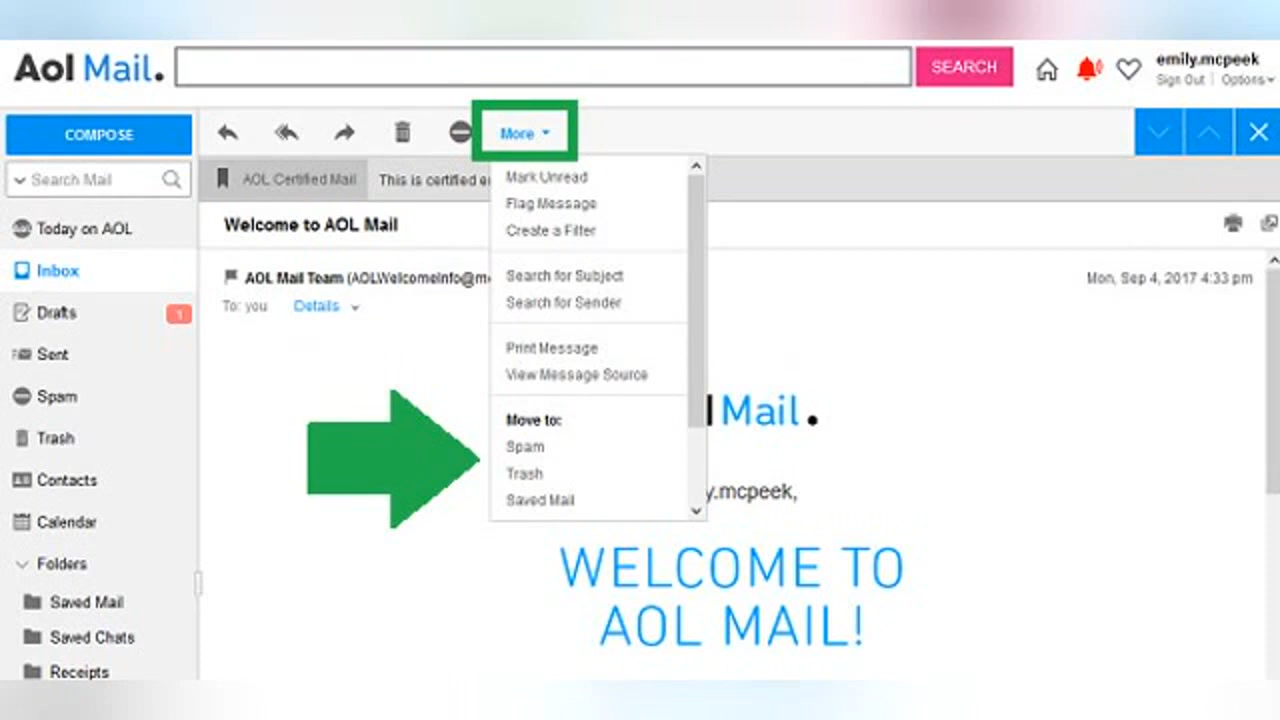 Aol Mail.
SEARCH
emily.mcpeek
Sign Out | Options
COMPOSE
More
Search Mail
AOL Certified Mail
This is certified
Mark Unread
Flag Message
Create a Filter
Search for Subject
Search for Sender
Print Message
View Message Source
Move to:
Spam
Trash
Saved Mail
Welcome to AOL Mail
AOL Mail Team (AOLWelcomeInfo@m
Mon, Sep 4, 2017 4:33 pm
To: you Details
Today on AOL
Inbox
Drafts 1
Sent
Spam
Trash
Contacts
Calendar
Folders
Saved Mail
Saved Chats
Receipts
Mail.
y.mcpeek,
WELCOME TO
AOL MAIL!